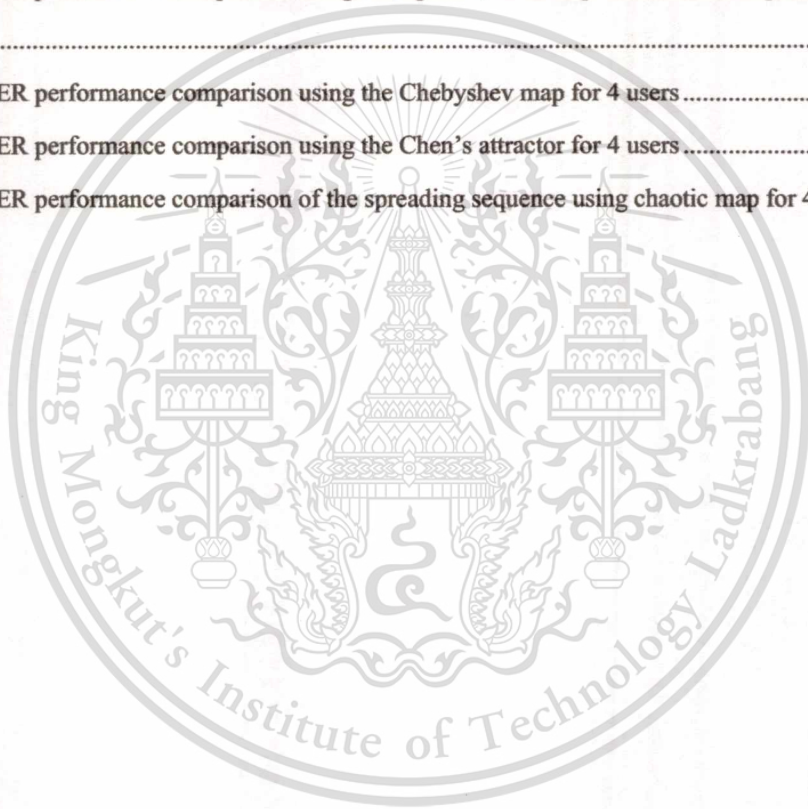 ER performance comparison using the Chebyshev map for 4 users ....................
ER performance comparison using the Chen's attractor for 4 users ....................
ER performance comparison of the spreading sequence using chaotic map for 4
King Mongkut's Institute of Technology Ladkrabang